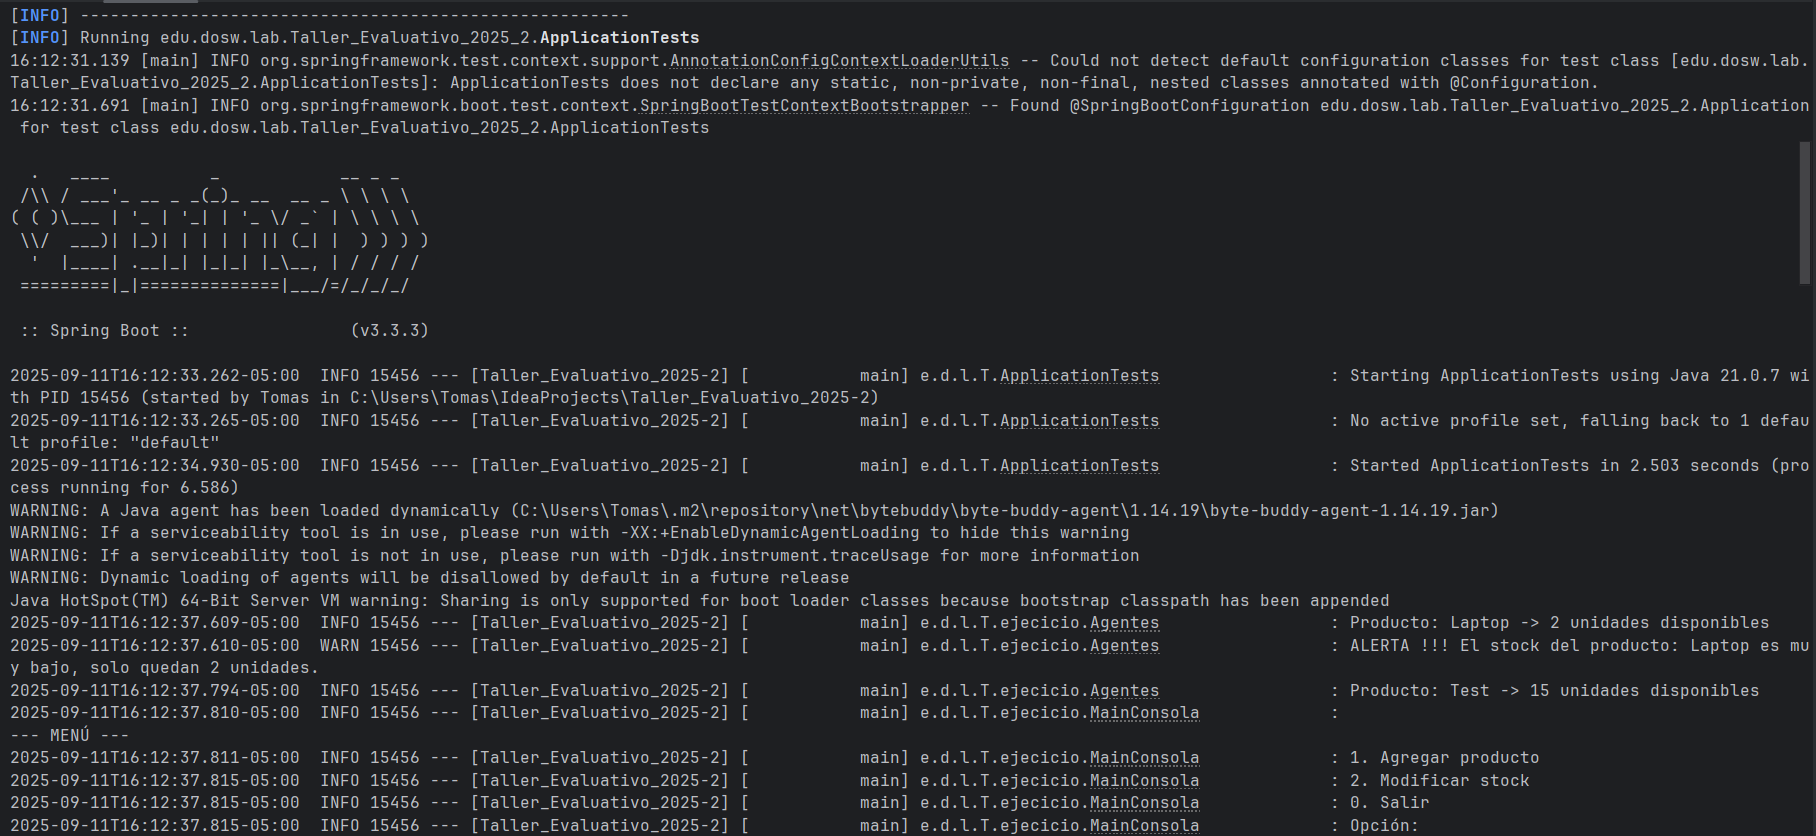 [INFO] -------------------------------------------------------
[INFO] Running edu.dosw.lab.Taller_Evaluativo_2025_2.ApplicationTests
16:12:31.139 [main] INFO org.springframework.test.context.support.AnnotationConfigContextLoaderUtils -- Could not detect default configuration classes for test class [edu.dosw.lab.
Taller_Evaluativo_2025_2.ApplicationTests]: ApplicationTests does not declare any static, non-private, non-final, nested classes annotated with @Configuration.
16:12:31.691 [main] INFO org.springframework.boot.test.context.SpringBootTestContextBootstrapper -- Found @SpringBootConfiguration edu.dosw.lab.Taller_Evaluativo_2025_2.Application
 for test class edu.dosw.lab.Taller_Evaluativo_2025_2.ApplicationTests

  .   ____          _            __ _ _
 /\\ / ___'_ __ _ _(_)_ __  __ _ \ \ \ \
( ( )\___ | '_ | '_| | '_ \/ _` | \ \ \ \
 \\/  ___)| |_)| | | | | || (_| |  ) ) ) )
  '  |____| .__|_| |_|_| |_\__, | / / / /
 =========|_|==============|___/=/_/_/_/

 :: Spring Boot ::                (v3.3.3)

2025-09-11T16:12:33.262-05:00  INFO 15456 --- [Taller_Evaluativo_2025-2] [           main] e.d.l.T.ApplicationTests                 : Starting ApplicationTests using Java 21.0.7 wi
th PID 15456 (started by Tomas in C:\Users\Tomas\IdeaProjects\Taller_Evaluativo_2025-2)
2025-09-11T16:12:33.265-05:00  INFO 15456 --- [Taller_Evaluativo_2025-2] [           main] e.d.l.T.ApplicationTests                 : No active profile set, falling back to 1 defau
lt profile: "default"
2025-09-11T16:12:34.930-05:00  INFO 15456 --- [Taller_Evaluativo_2025-2] [           main] e.d.l.T.ApplicationTests                 : Started ApplicationTests in 2.503 seconds (pro
cess running for 6.586)
WARNING: A Java agent has been loaded dynamically (C:\Users\Tomas\.m2\repository\net\bytebuddy\byte-buddy-agent\1.14.19\byte-buddy-agent-1.14.19.jar)
WARNING: If a serviceability tool is in use, please run with -XX:+EnableDynamicAgentLoading to hide this warning
WARNING: If a serviceability tool is not in use, please run with -Djdk.instrument.traceUsage for more information
WARNING: Dynamic loading of agents will be disallowed by default in a future release
Java HotSpot(TM) 64-Bit Server VM warning: Sharing is only supported for boot loader classes because bootstrap classpath has been appended
2025-09-11T16:12:37.609-05:00  INFO 15456 --- [Taller_Evaluativo_2025-2] [           main] e.d.l.T.ejecicio.Agentes                 : Producto: Laptop -> 2 unidades disponibles
2025-09-11T16:12:37.610-05:00  WARN 15456 --- [Taller_Evaluativo_2025-2] [           main] e.d.l.T.ejecicio.Agentes                 : ALERTA !!! El stock del producto: Laptop es mu
y bajo, solo quedan 2 unidades.
2025-09-11T16:12:37.794-05:00  INFO 15456 --- [Taller_Evaluativo_2025-2] [           main] e.d.l.T.ejecicio.Agentes                 : Producto: Test -> 15 unidades disponibles
2025-09-11T16:12:37.810-05:00  INFO 15456 --- [Taller_Evaluativo_2025-2] [           main] e.d.l.T.ejecicio.MainConsola             :
--- MENÚ ---
2025-09-11T16:12:37.811-05:00  INFO 15456 --- [Taller_Evaluativo_2025-2] [           main] e.d.l.T.ejecicio.MainConsola             : 1. Agregar producto
2025-09-11T16:12:37.815-05:00  INFO 15456 --- [Taller_Evaluativo_2025-2] [           main] e.d.l.T.ejecicio.MainConsola             : 2. Modificar stock
2025-09-11T16:12:37.815-05:00  INFO 15456 --- [Taller_Evaluativo_2025-2] [           main] e.d.l.T.ejecicio.MainConsola             : 0. Salir
2025-09-11T16:12:37.815-05:00  INFO 15456 --- [Taller_Evaluativo_2025-2] [           main] e.d.l.T.ejecicio.MainConsola             : Opción: